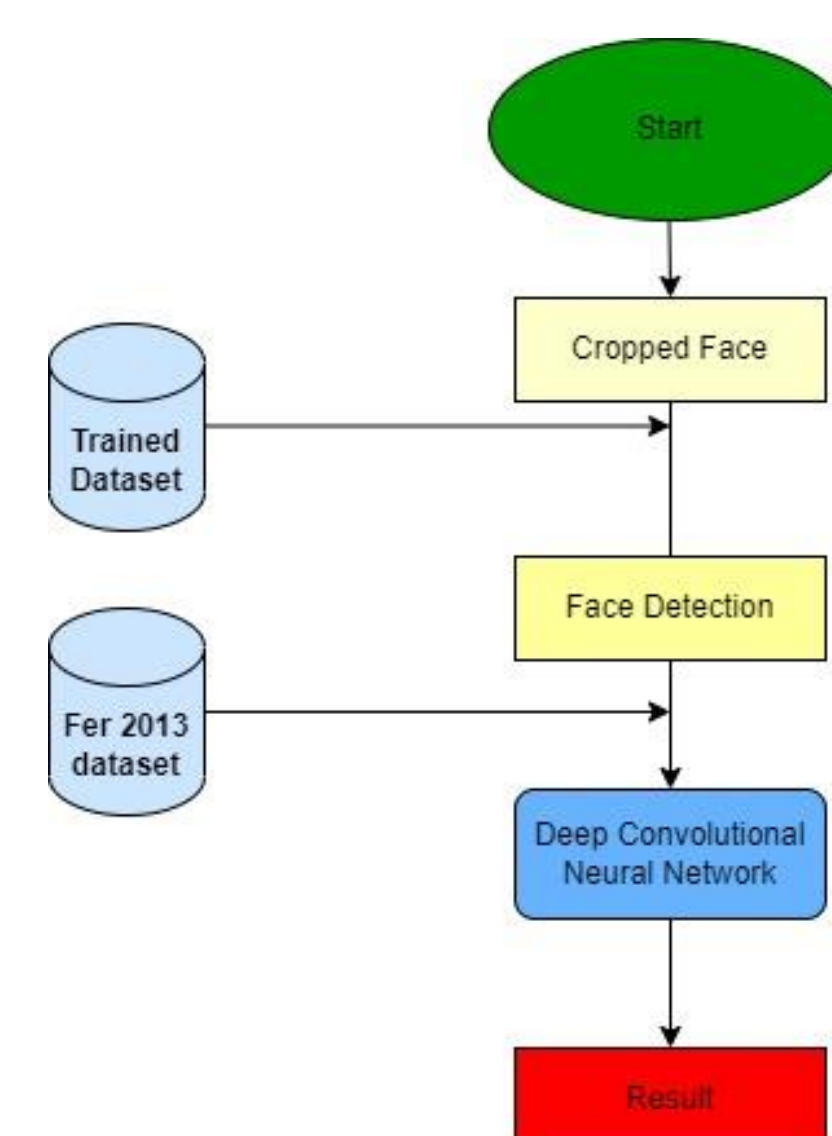 Start
Cropped Face
Trained
Dataset
Face Detection
Fer 2013
dataset
Deep Convolutional
Neural Network
Result